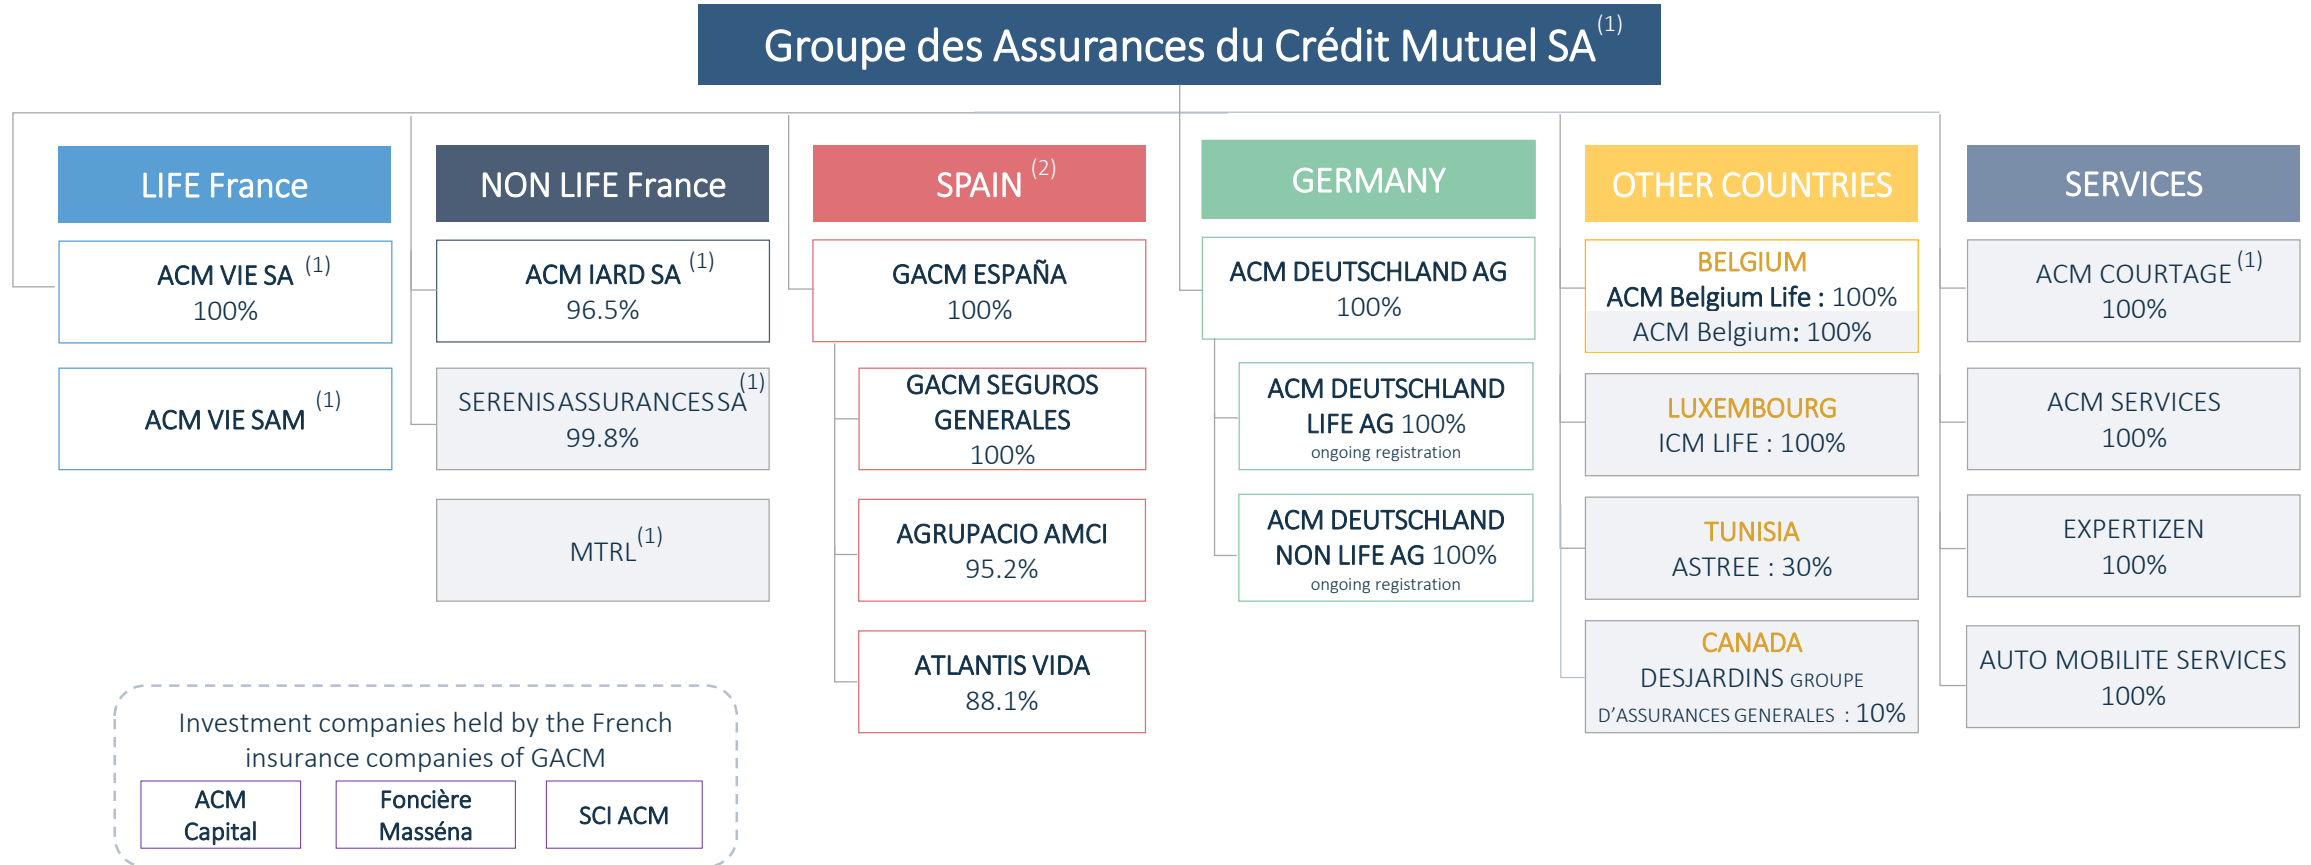 Groupe des Assurances du Crédit Mutuel SA (1)
LIFE France
ACM VIE SA (1)
100%
ACM VIE SAM (1)
NON LIFE France
ACM IARD SA (1)
96.5%
SERENIS ASSURANCES SA (1)
99.8%
MTRL (1)
SPAIN (2)
GACM ESPAÑA
100%
GACM SEGUROS
GENERALES
100%
AGRUPACIO AMCI
95.2%
ATLANTIS VIDA
88.1%
GERMANY
ACM DEUTSCHLAND AG
100%
ACM DEUTSCHLAND
LIFE AG 100%
ongoing registration
ACM DEUTSCHLAND
NON LIFE AG 100%
ongoing registration
OTHER COUNTRIES
BELGIUM
ACM Belgium Life : 100%
ACM Belgium: 100%
LUXEMBOURG
ICM LIFE : 100%
TUNISIA
ASTREE : 30%
CANADA
DESJARDINS GROUPE
D'ASSURANCES GENERALES : 10%
SERVICES
ACM COURTAGE (1)
100%
ACM SERVICES
100%
EXPERTIZEN
100%
AUTO MOBILITE SERVICES
100%
Investment companies held by the French
insurance companies of GACM
ACM
Capital
Foncière
Masséna
SCI ACM